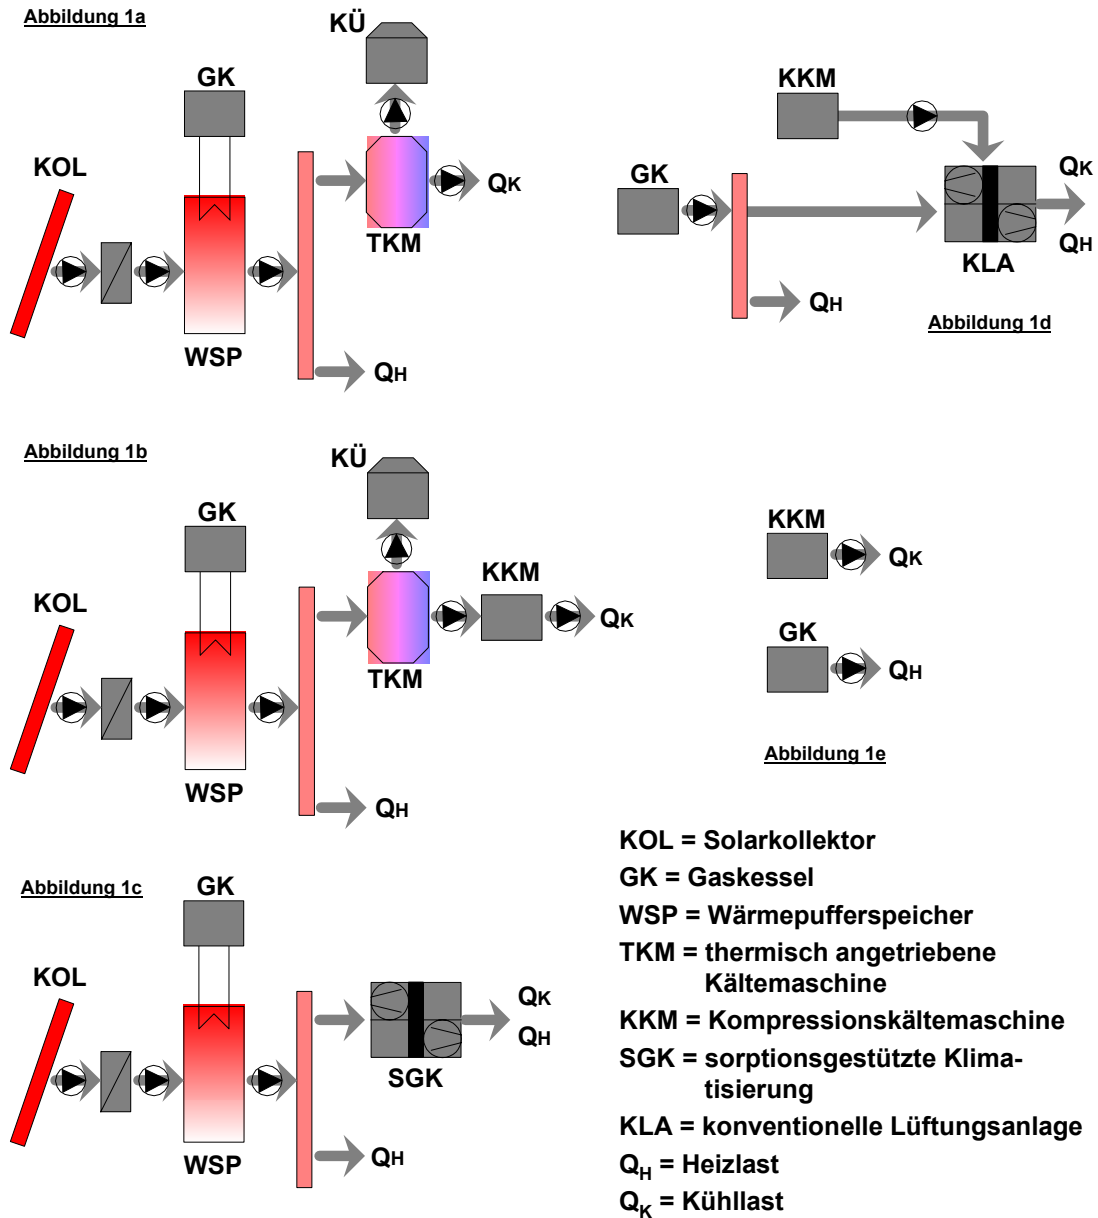 Abbildung 1a
KÜ
GK
KOL
QK
TKM
WSP
QH
KKM
GK
QK
QH
KLA
QH
Abbildung 1d
Abbildung 1b
KÜ
GK
KOL
KKM
QK
TKM
WSP
QH
KKM
QK
GK
QH
Abbildung 1e
Abbildung 1c
GK
KOL
QK
QH
SGK
WSP
QH
KOL = Solarkollektor
GK = Gaskessel
WSP = Wärmepufferspeicher
TKM = thermisch angetriebene
Kältemaschine
KKM = Kompressionskältemaschine
SGK = sorptionsgestützte Klima-
tisierung
KLA = konventionelle Lüftungsanlage
QH = Heizlast
QK = Kühllast